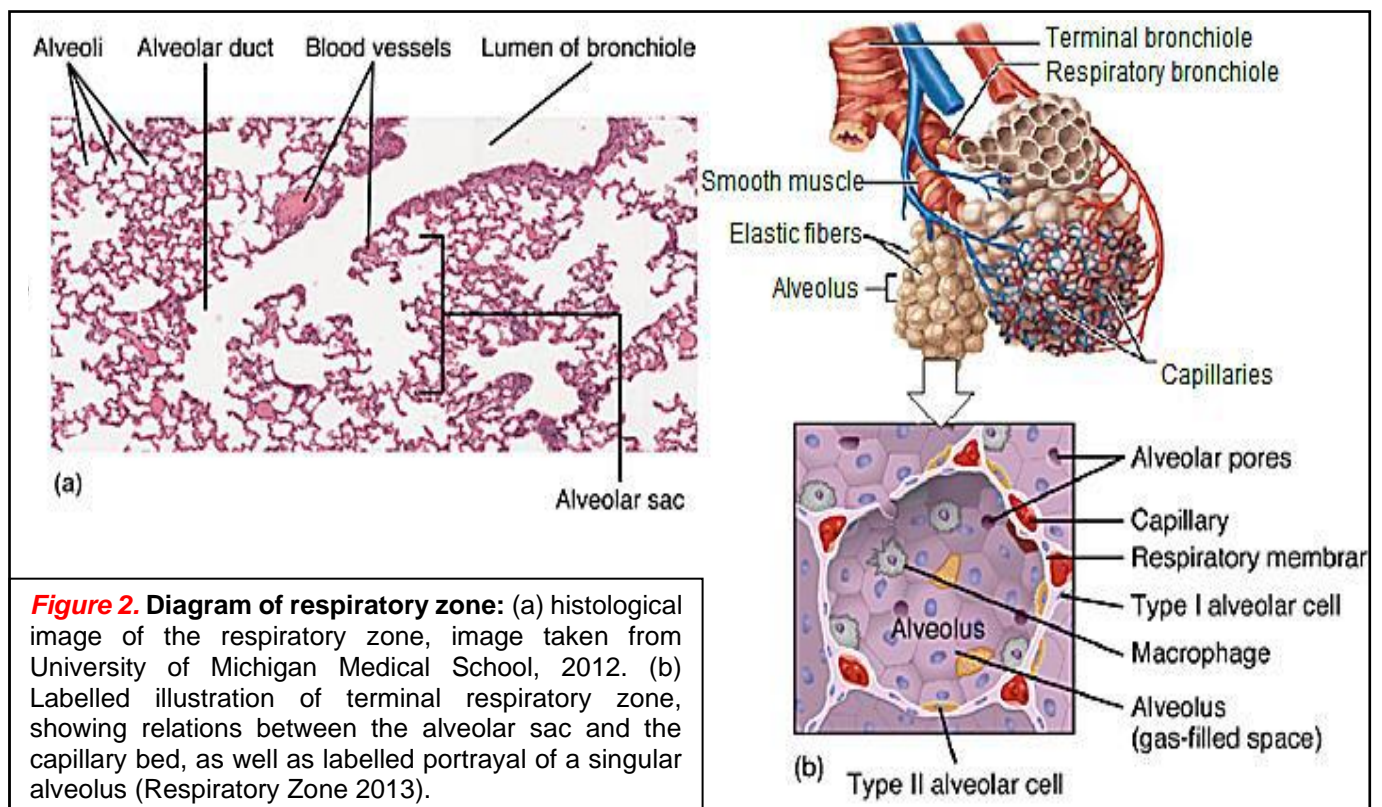 Alveoli
Alveolar duct
Blood vessels
Lumen of bronchiole
(a)
Alveolar sac
Terminal bronchiole
Respiratory bronchiole
Smooth muscle
Elastic fibers
Alveolus
Capillaries
Alveolar pores
Capillary
Respiratory membrar
Type I alveolar cell
Alveolus
Macrophage
Alveolus
(gas-filled space)
(b)
Type II alveolar cell
Figure 2. Diagram of respiratory zone: (a) histological
image of the respiratory zone, image taken from
University of Michigan Medical School, 2012. (b)
Labelled illustration of terminal respiratory zone,
showing relations between the alveolar sac and the
capillary bed, as well as labelled portrayal of a singular
alveolus (Respiratory Zone 2013).